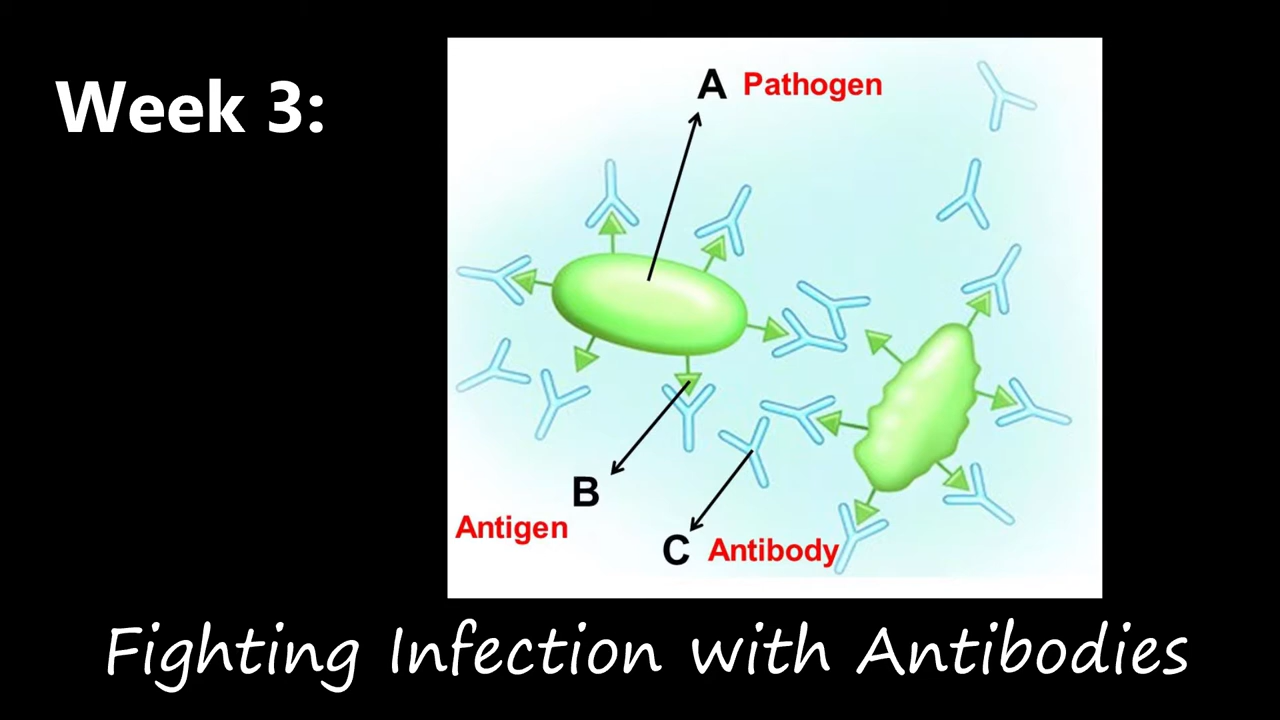 Week 3:
A Pathogen
B
Antigen
C Antibody
Fighting Infection with Antibodies